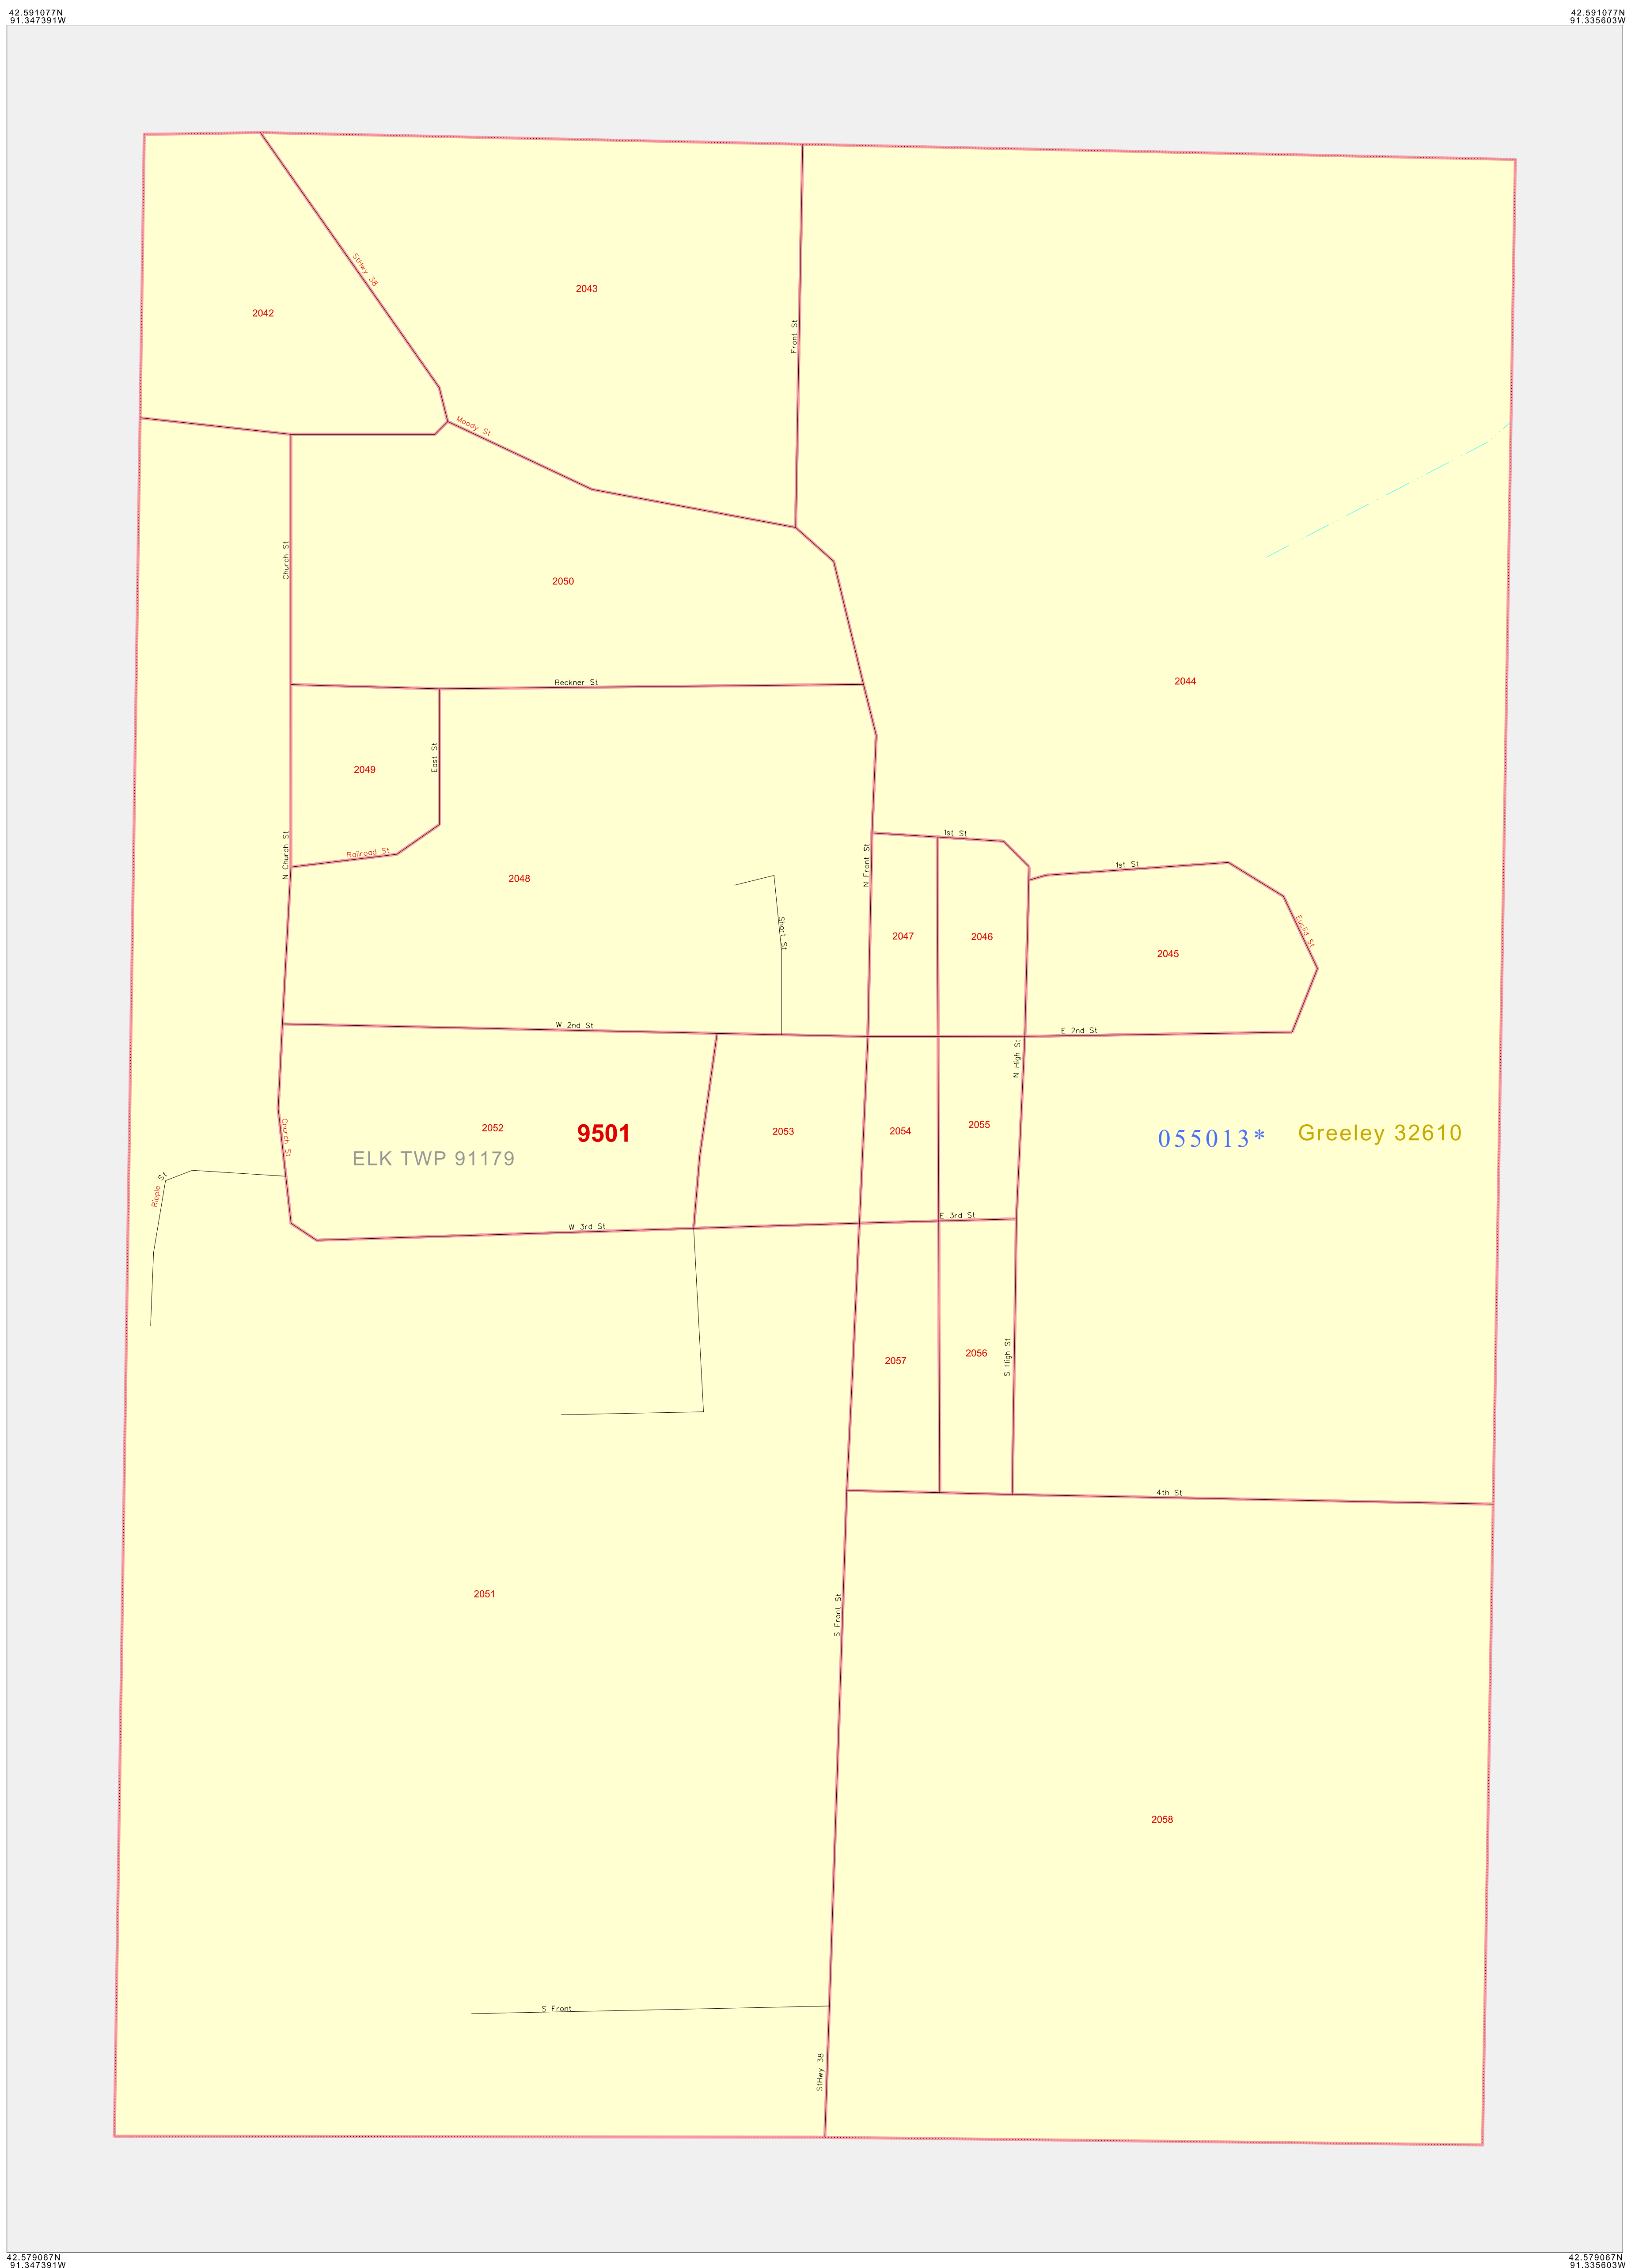 42.591077N
91.347391W
42.591077N
91.335603W
StHwy 38
2043
2042
Front St
Moody St
Church St
2050
2044
Beckner St
East St
2049
N Church St
Railroad St
2048
Short St
N Front St
1st St
1st St
Euclid St
2047
2046
2045
W 2nd St
E 2nd St
N High St
Church St
2052
9501
2053
2054
2055
055013*
Greeley 32610
ELK TWP 91179
Ripple St
W 3rd St
E 3rd St
2057
2056
S High St
4th St
2051
S Front St
2058
S Front
StHwy 38
42.579067N
91.347391W
42.579067N
91.335603W